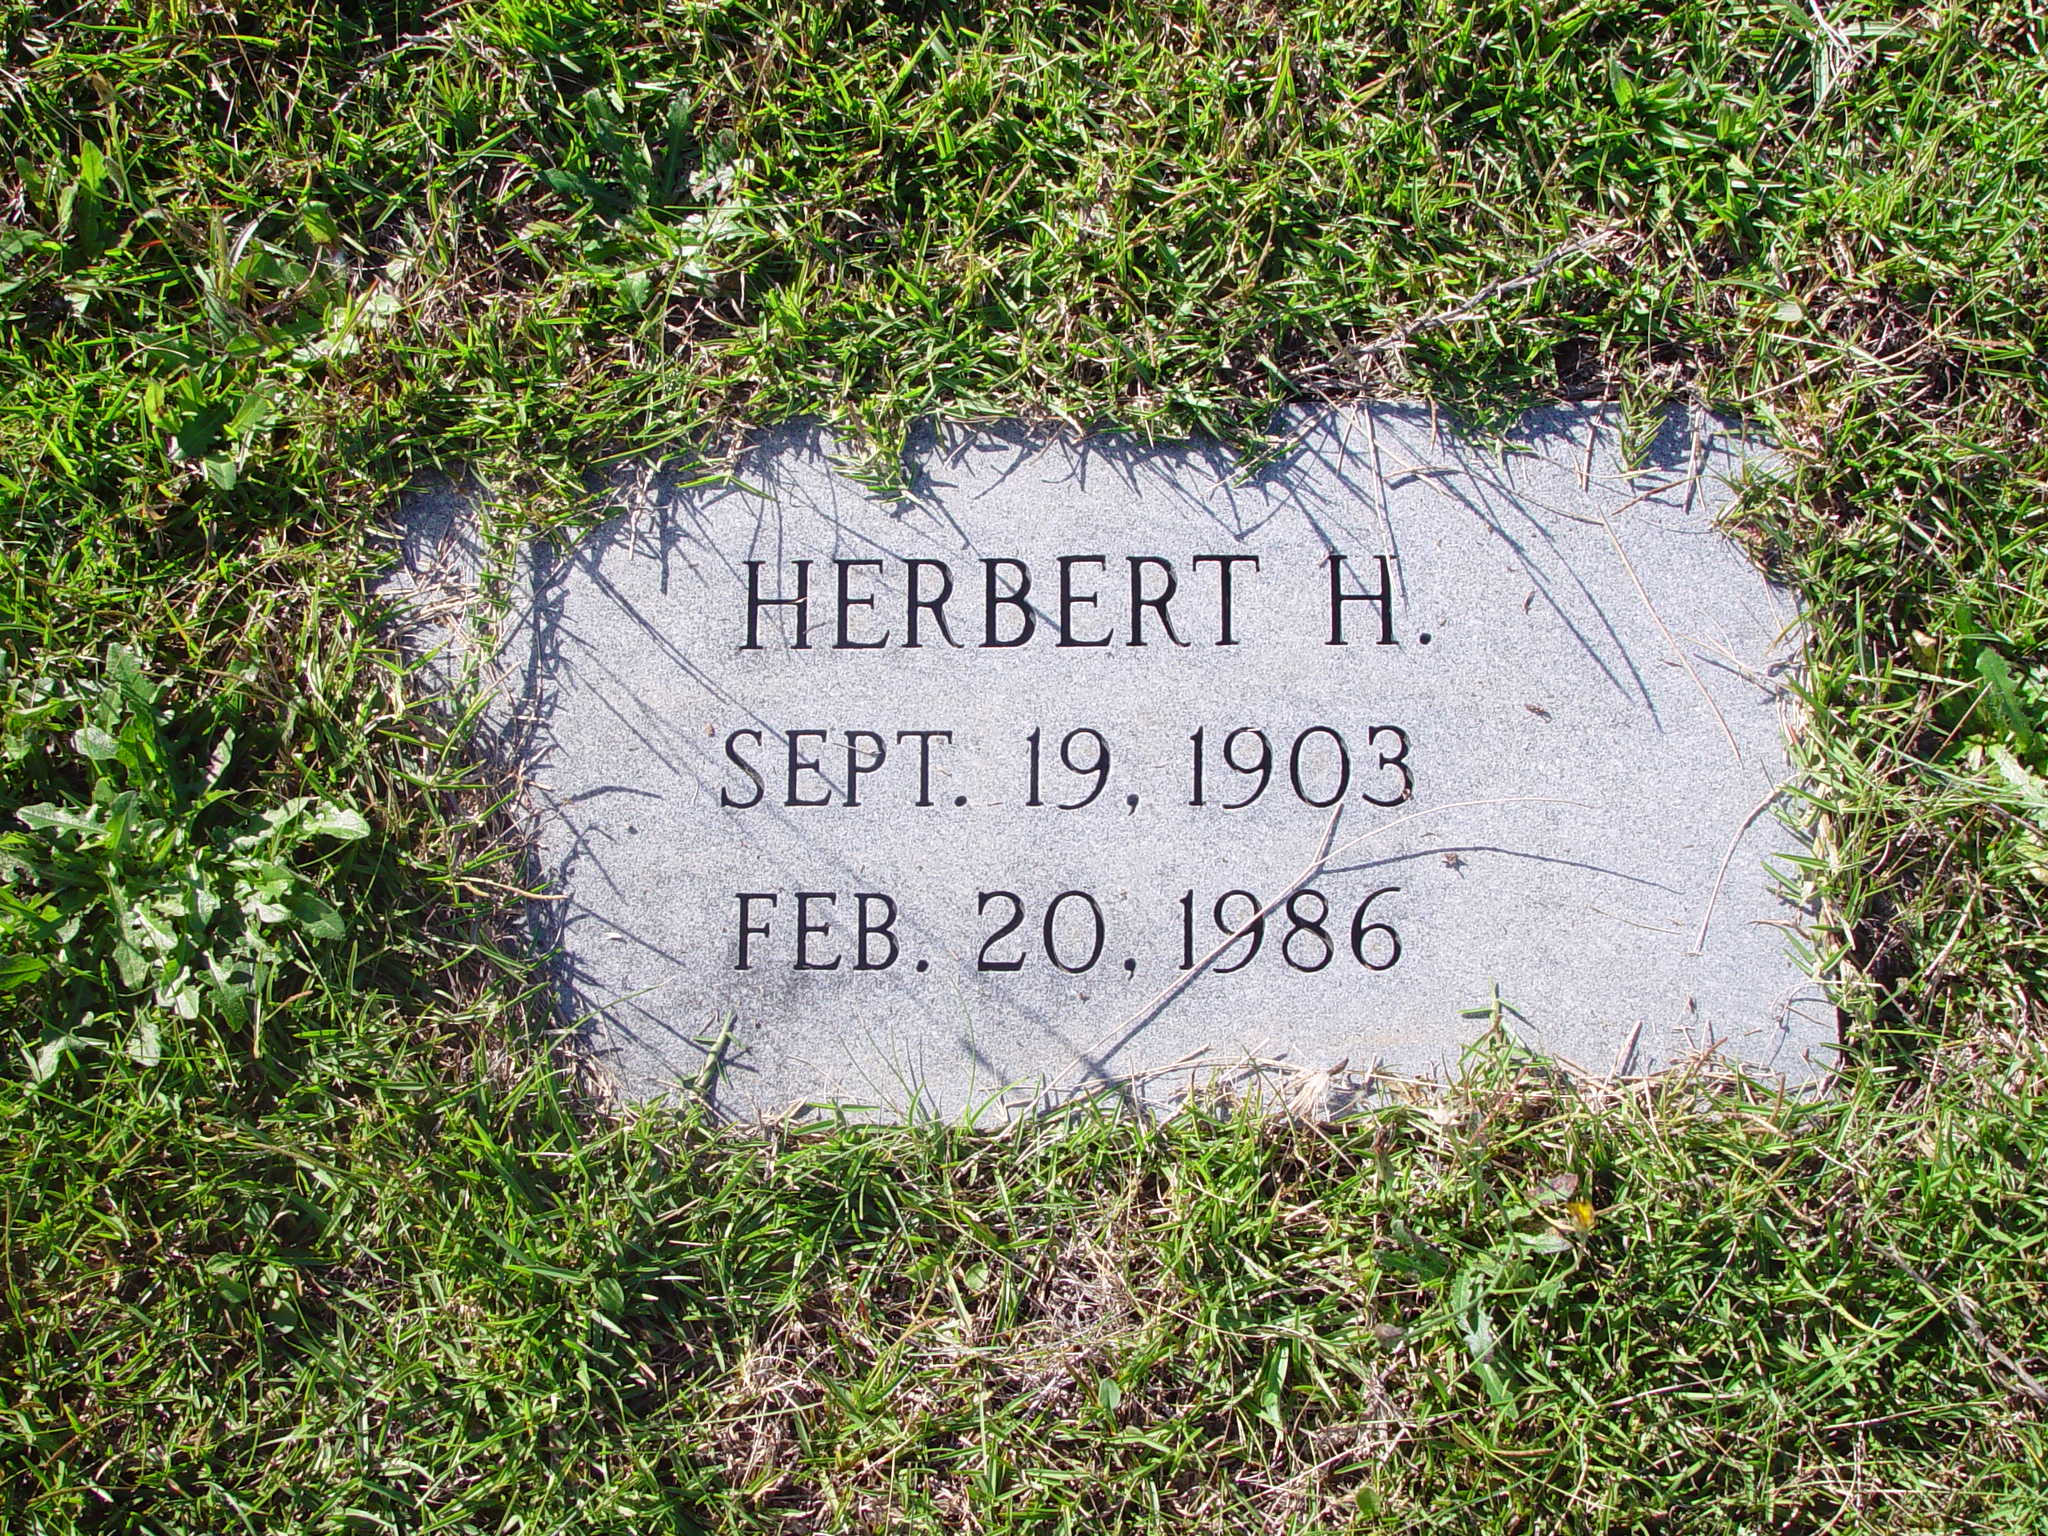 HERBERT H.
SEPT. 19, 1903
FEB. 20, 1986